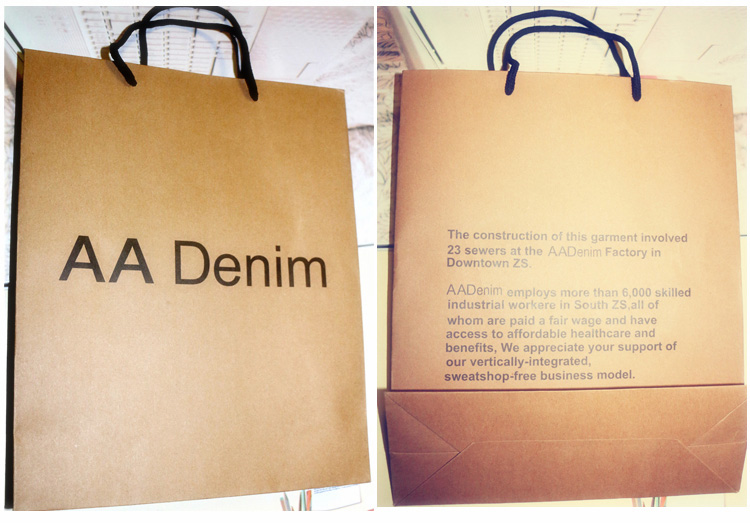 AA Denim
The construction of this garment involved
23 sewers at the AADenim Factory in
Downtown ZS.
AADenim employs more than 6,000 skilled
industrial workere in South ZS,all of
whom are paid a fair wage and have
access to affordable healthcare and
benefits, We appreciate your support of
our vertically-integrated,
sweatshop-free business model.